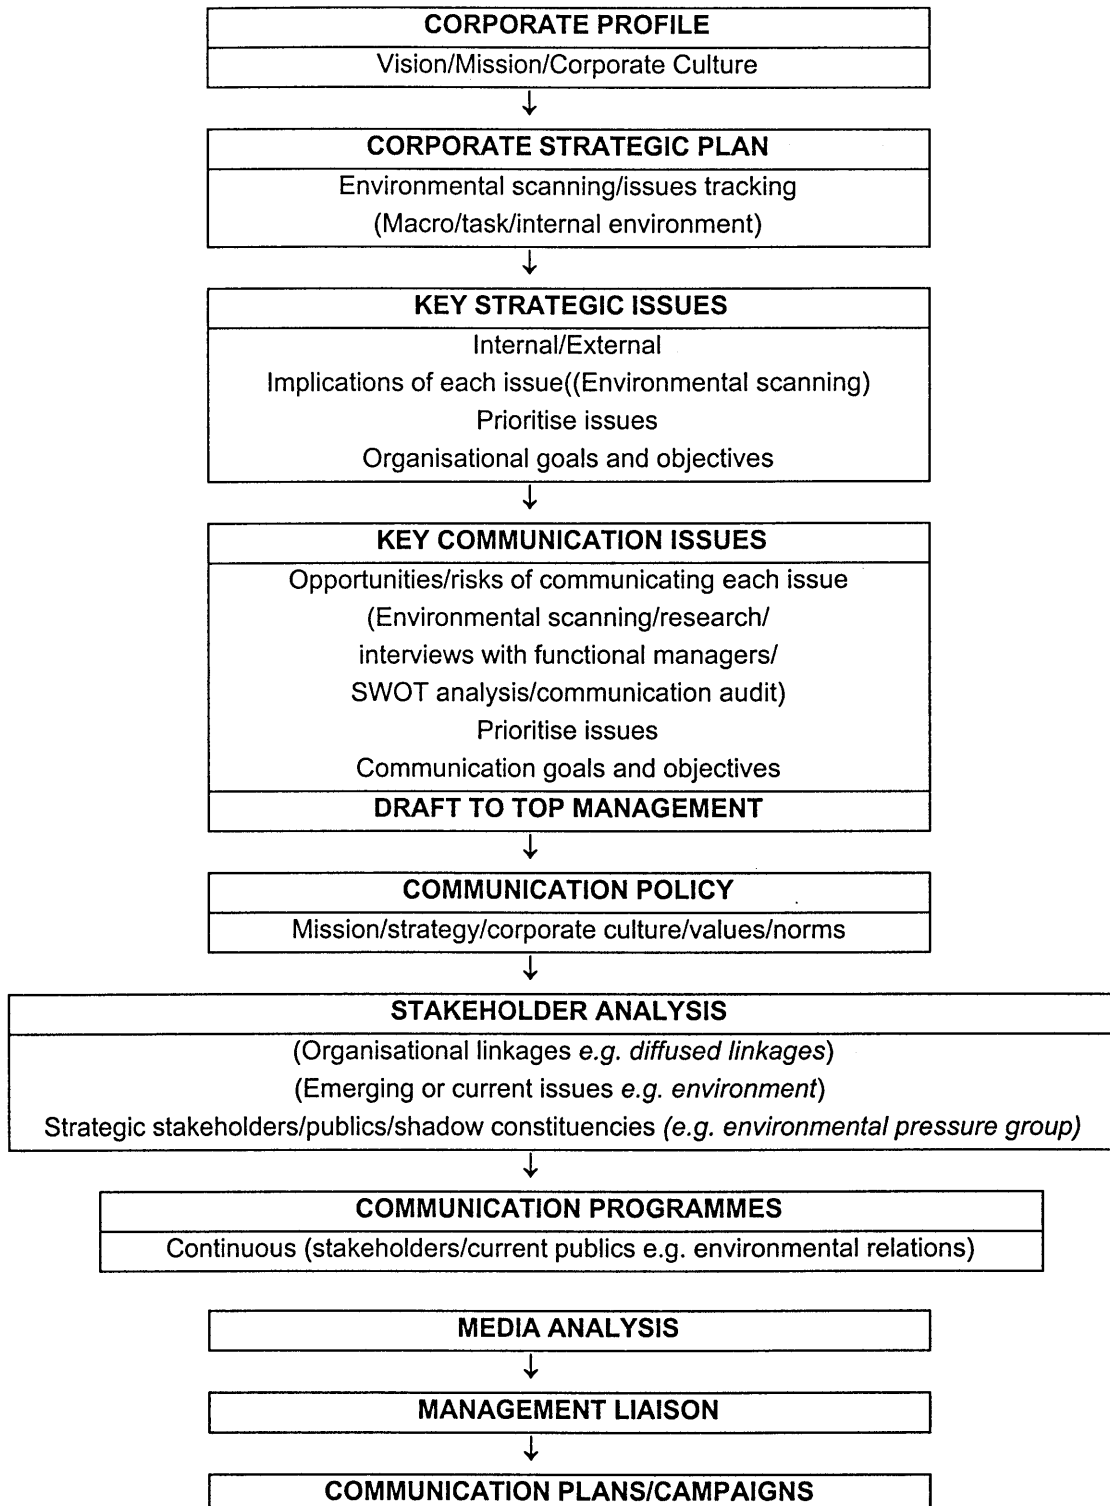 CORPORATE PROFILE
Vision/Mission/Corporate Culture
↓
CORPORATE STRATEGIC PLAN
Environmental scanning/issues tracking
(Macro/task/internal environment)
↓
KEY STRATEGIC ISSUES
Internal/External
Implications of each issue((Environmental scanning)
Prioritise issues
Organisational goals and objectives
↓
KEY COMMUNICATION ISSUES
Opportunities/risks of communicating each issue
(Environmental scanning/research/
interviews with functional managers/
SWOT analysis/communication audit)
Prioritise issues
Communication goals and objectives
DRAFT TO TOP MANAGEMENT
↓
COMMUNICATION POLICY
Mission/strategy/corporate culture/values/norms
↓
STAKEHOLDER ANALYSIS
(Organisational linkages e.g. diffused linkages)
(Emerging or current issues e.g. environment)
Strategic stakeholders/publics/shadow constituencies (e.g. environmental pressure group)
↓
COMMUNICATION PROGRAMMES
Continuous (stakeholders/current publics e.g. environmental relations)
MEDIA ANALYSIS
↓
MANAGEMENT LIAISON
↓
COMMUNICATION PLANS/CAMPAIGNS